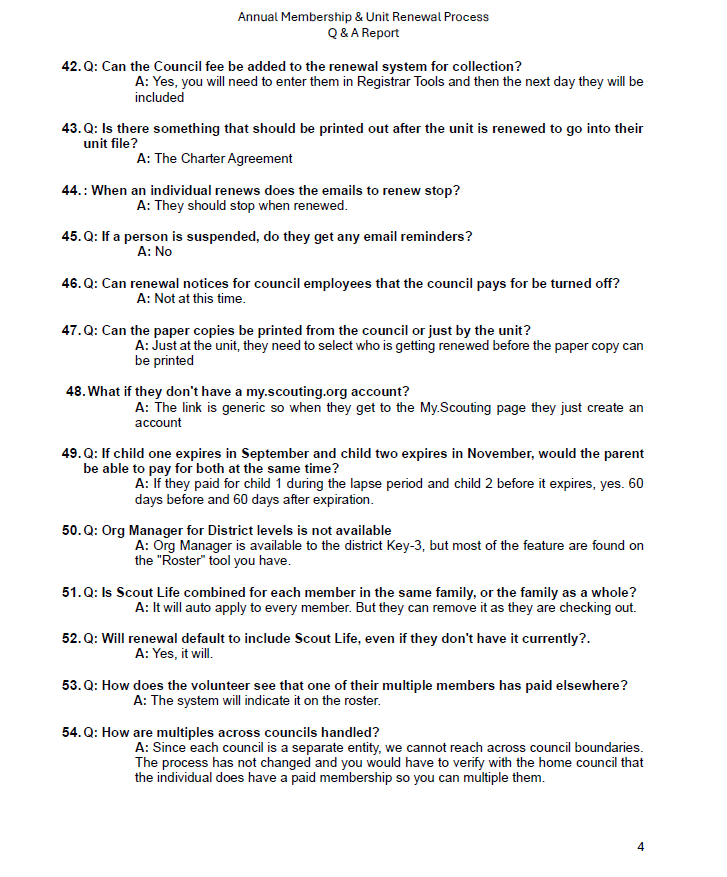 Annual Membership & Unit Renewal Process
Q & A Report
42. Q: Can the Council fee be added to the renewal system for collection?
A: Yes, you will need to enter them in Registrar Tools and then the next day they will be
included
43. Q: Is there something that should be printed out after the unit is renewed to go into their
unit file?
A: The Charter Agreement
44. : When an individual renews does the emails to renew stop?
A: They should stop when renewed.
45. Q: If a person is suspended, do they get any email reminders?
A: No
46. Q: Can renewal notices for council employees that the council pays for be turned off?
A: Not at this time.
47. Q: Can the paper copies be printed from the council or just by the unit?
A: Just at the unit, they need to select who is getting renewed before the paper copy can
be printed
48. What if they don't have a my.scouting.org account?
A: The link is generic so when they get to the My.Scouting page they just create an
account
49. Q: If child one expires in September and child two expires in November, would the parent
be able to pay for both at the same time?
A: If they paid for child 1 during the lapse period and child 2 before it expires, yes. 60
days before and 60 days after expiration.
50. Q: Org Manager for District levels is not available
A: Org Manager is available to the district Key-3, but most of the feature are found on
the "Roster" tool you have.
51. Q: Is Scout Life combined for each member in the same family, or the family as a whole?
A: It will auto apply to every member. But they can remove it as they are checking out.
52. Q: Will renewal default to include Scout Life, even if they don't have it currently?.
A: Yes, it will.
53. Q: How does the volunteer see that one of their multiple members has paid elsewhere?
A: The system will indicate it on the roster.
54. Q: How are multiples across councils handled?
A: Since each council is a separate entity, we cannot reach across council boundaries.
The process has not changed and you would have to verify with the home council that
the individual does have a paid membership so you can multiple them.
4